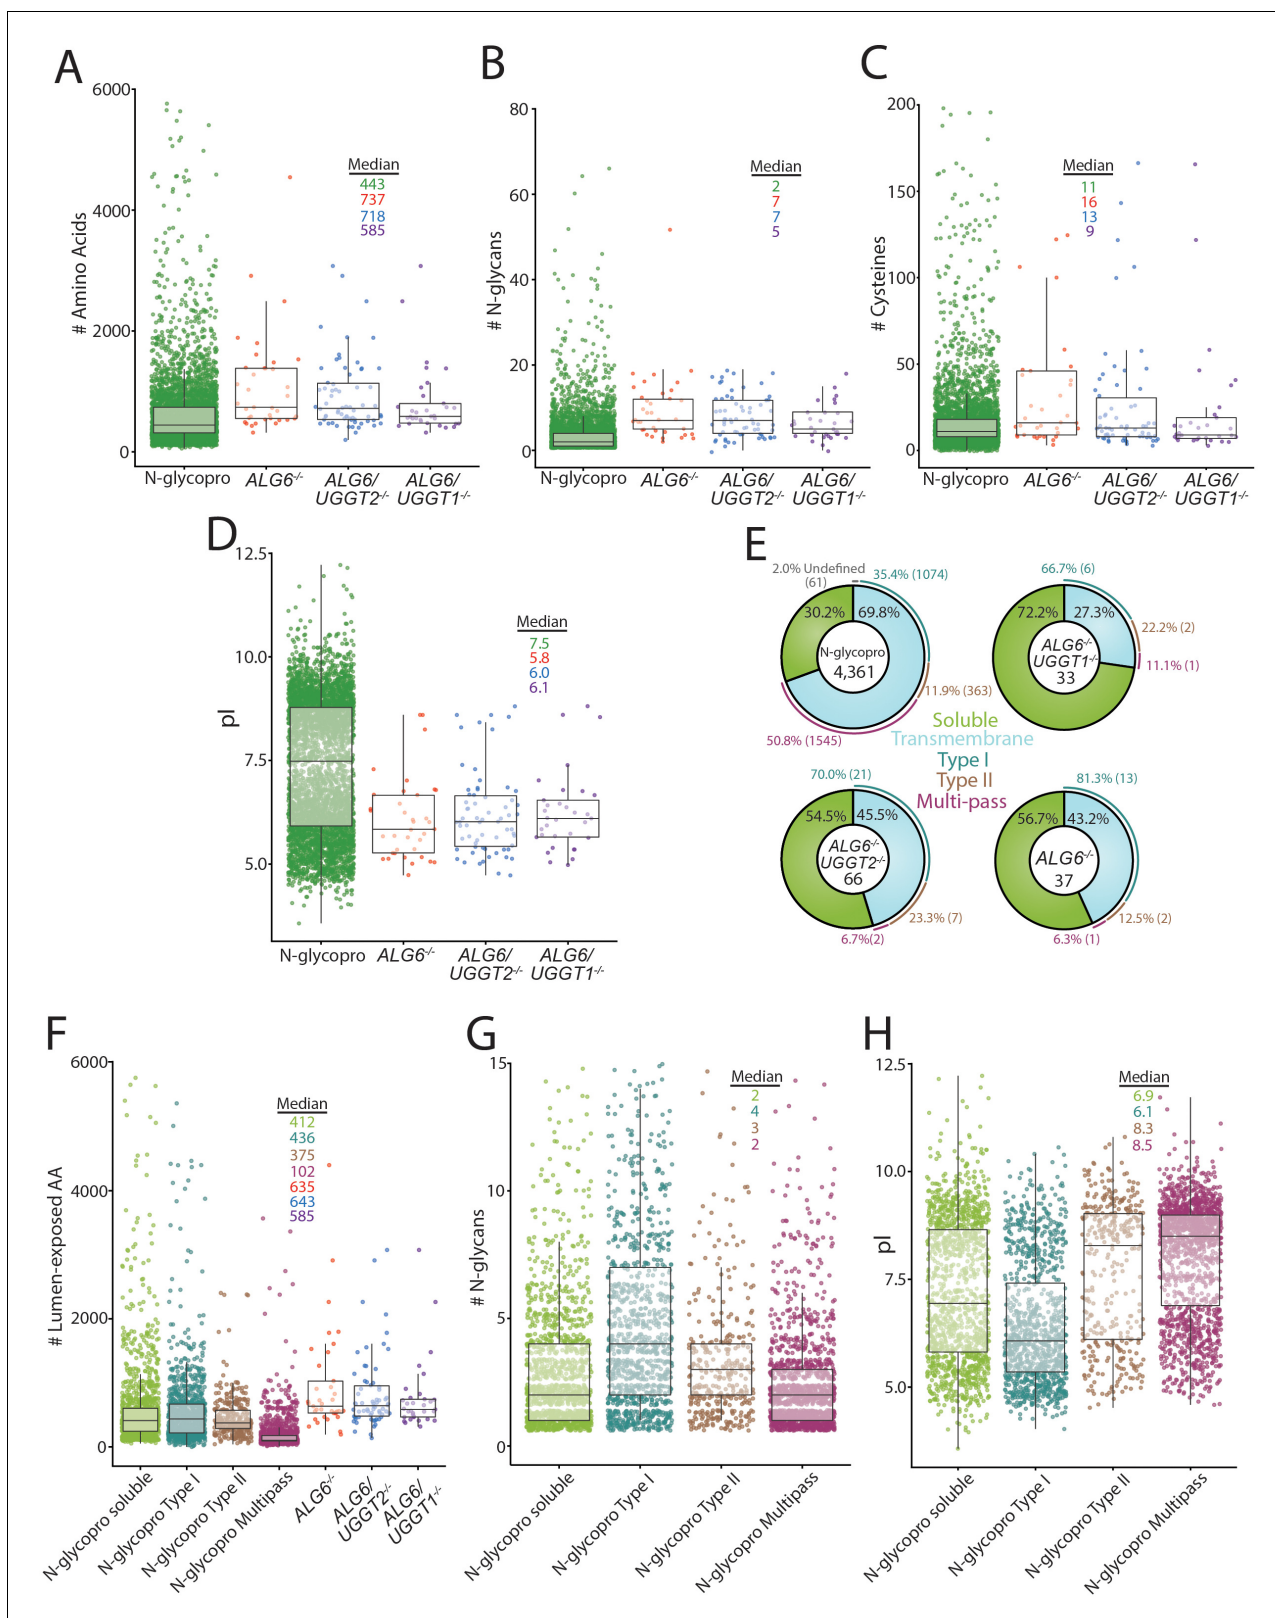 A
6000
4000
2000
0
# Amino Acids
Median
443
737
718
585
N-glycopro
ALG6-/-
ALG6/
UGGT2-/-
ALG6/
UGGT1-/-
B
80
60
40
20
0
# N-glycans
Median
2
7
7
5
N-glycopro
ALG6-/-
ALG6/
UGGT2-/-
ALG6/
UGGT1-/-
C
200
150
100
50
0
# Cysteines
Median
11
16
13
9
N-glycopro
ALG6-/-
ALG6/
UGGT2-/-
ALG6/
UGGT1-/-
D
12.5
10.0
7.5
5.0
pI
Median
7.5
5.8
6.0
6.1
N-glycopro
ALG6-/-
ALG6/
UGGT2-/-
ALG6/
UGGT1-/-
E
2.0% Undefined
(61)
35.4% (1074)
30.2%
69.8%
N-glycopro
4,361
11.9% (363)
50.8% (1545)
66.7% (6)
72.2%
27.3%
ALG6-/-
UGGT1-/-
33
22.2% (2)
11.1% (1)
Soluble
Transmembrane
Type I
Type II
Multi-pass
70.0% (21)
54.5%
45.5%
ALG6-/-
UGGT2-/-
66
23.3% (7)
6.7%(2)
81.3% (13)
56.7%
43.2%
ALG6-/-
37
12.5% (2)
6.3% (1)
F
6000
4000
2000
0
# Lumen-exposed AA
Median
412
436
375
102
635
643
585
N-glycopro soluble
N-glycopro Type I
N-glycopro Type II
N-glycopro Multipass
ALG6-/-
ALG6/
UGGT2-/-
ALG6/
UGGT1-/-
G
15
10
5
0
# N-glycans
Median
2
4
3
2
N-glycopro soluble
N-glycopro Type I
N-glycopro Type II
N-glycopro Multipass
H
12.5
10.0
7.5
5.0
pI
Median
6.9
6.1
8.3
8.5
N-glycopro soluble
N-glycopro Type I
N-glycopro Type II
N-glycopro Multipass